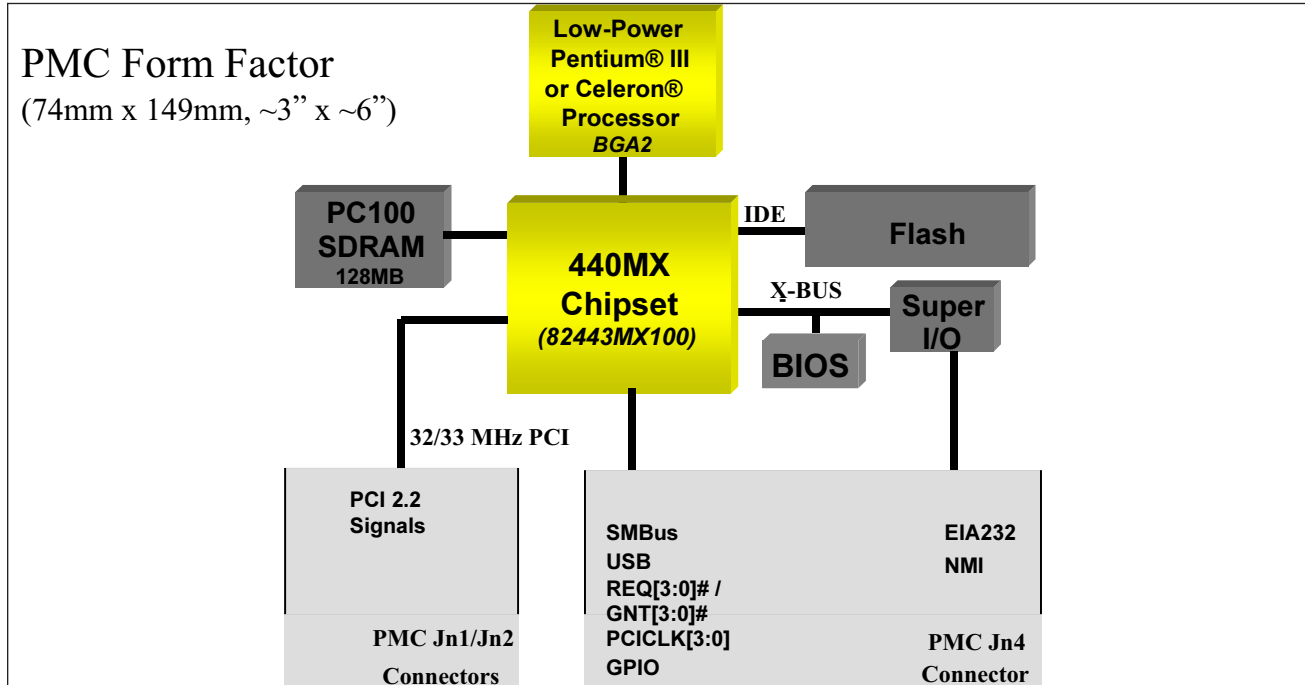 PMC Form Factor
(74mm x 149mm, ~3” x ~6”)
Low-Power
Pentium® III
or Celeron®
Processor
BGA2
PC100
SDRAM
128MB
440MX
Chipset
(82443MX100)
IDE
Flash
X-BUS
Super
I/O
BIOS
32/33 MHz PCI
PCI 2.2
Signals
PMC Jn1/Jn2
Connectors
SMBus
USB
REQ[3:0]# /
GNT[3:0]#
PCICLK[3:0]
GPIO
EIA232
NMI
PMC Jn4
Connector